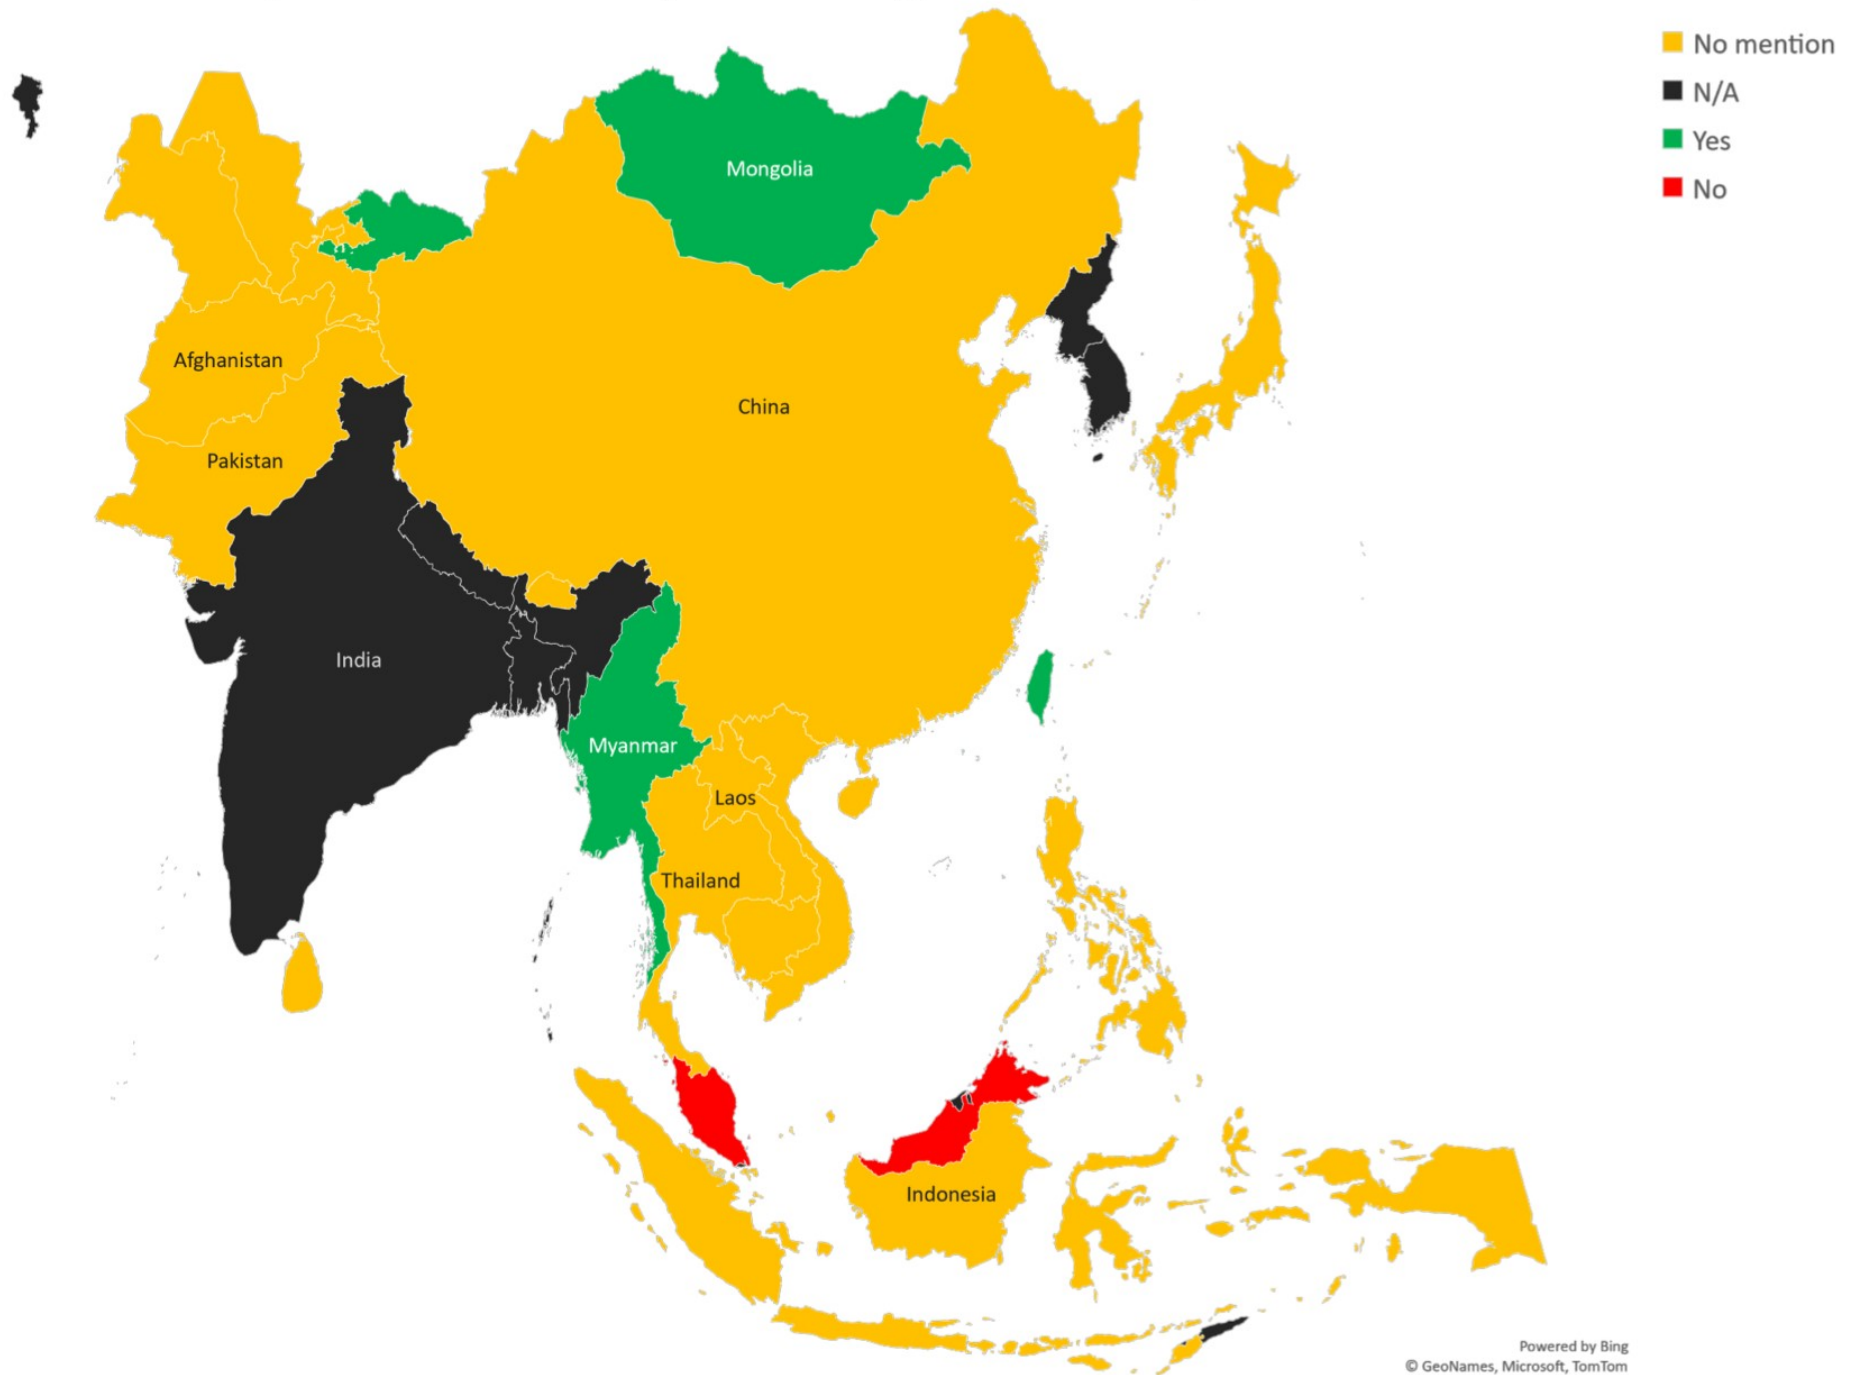 No mention
N/A
Yes
No
Mongolia
Afghanistan
China
Pakistan
India
Myanmar
Laos
Thailand
Indonesia
Powered by Bing
© GeoNames, Microsoft, TomTom